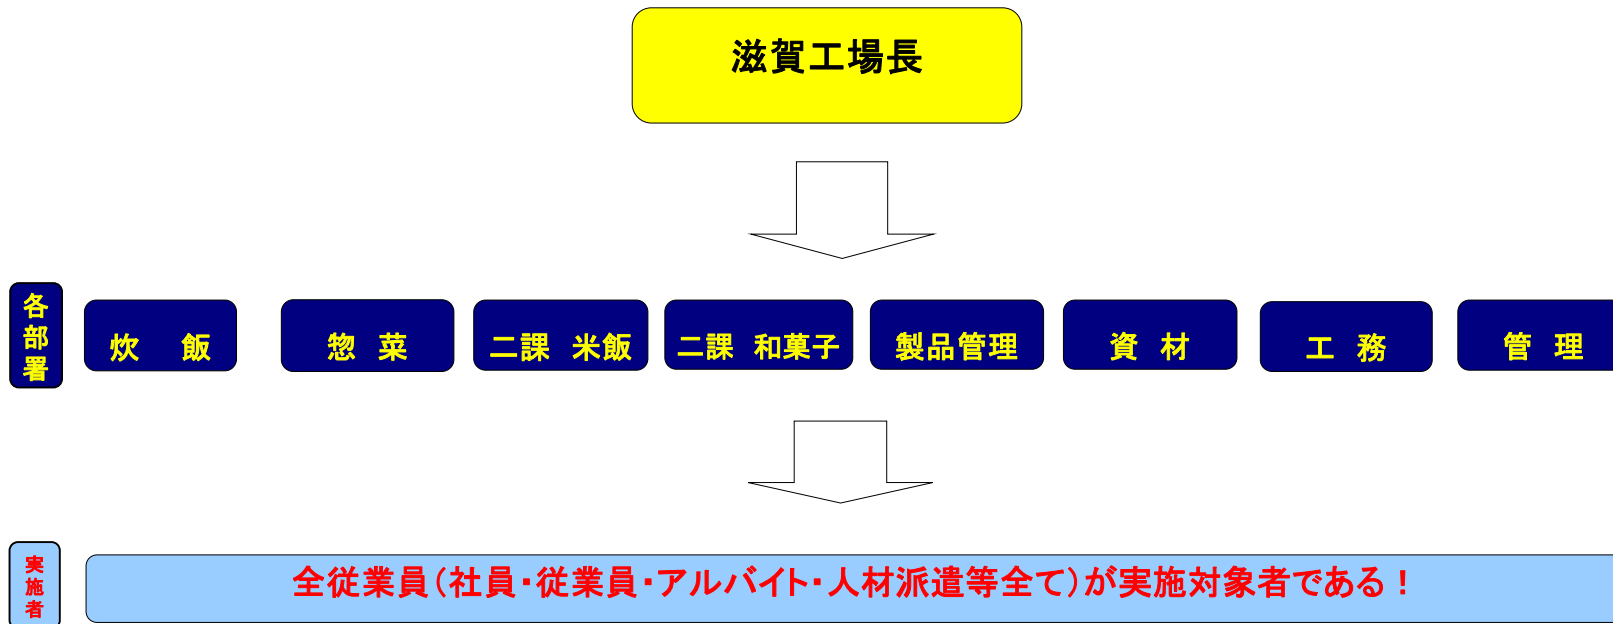 滋賀工場長
各部署
炊　飯
惣 菜
二課 米飯
二課 和菓子
製品管理
資 材
工 務
管 理
実施者
全従業員（社員・従業員・アルバイト・人材派遣等全て）が実施対象者である！